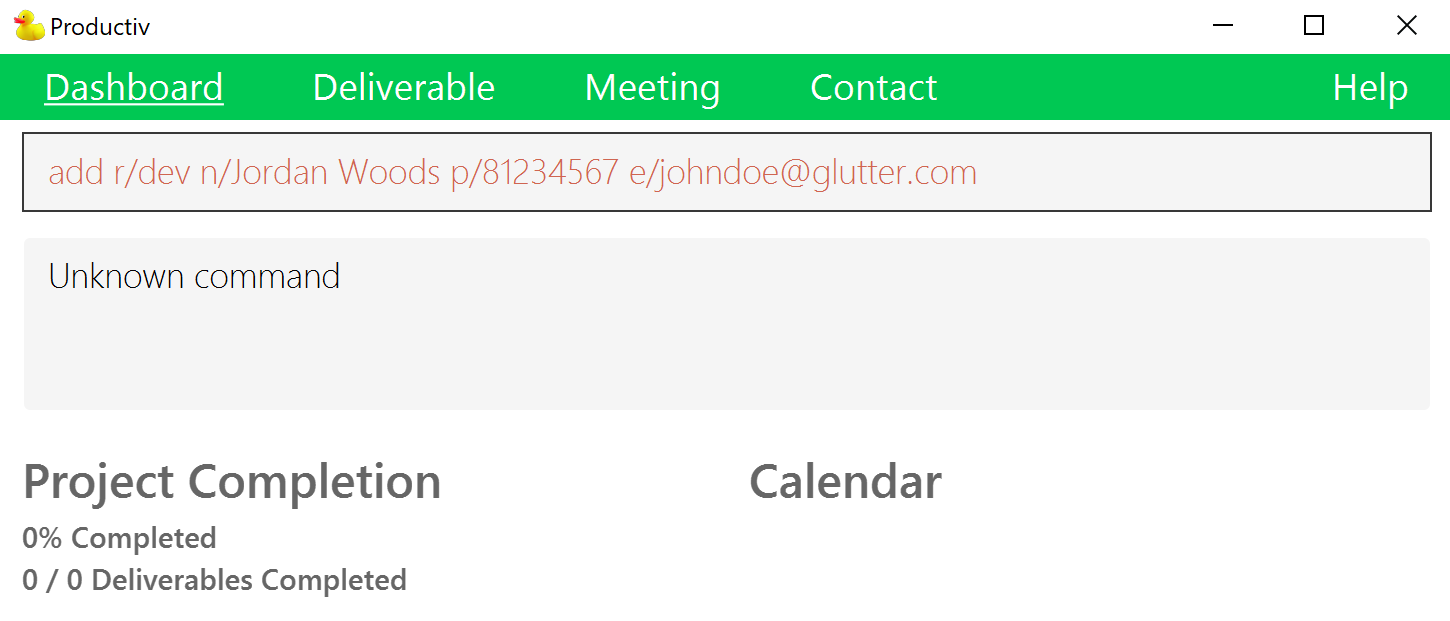 Productiv
Dashboard Deliverable Meeting Contact Help
add r/dev n/Jordan Woods p/81234567 e/johndoe@glutter.com
Unknown command
Project Completion
0% Completed
0 / 0 Deliverables Completed
Calendar